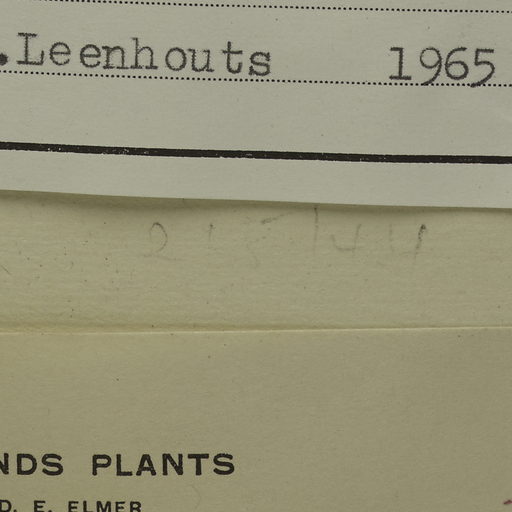 .Leenhouts 1965
NDS PLANTS
D. E. ELMER